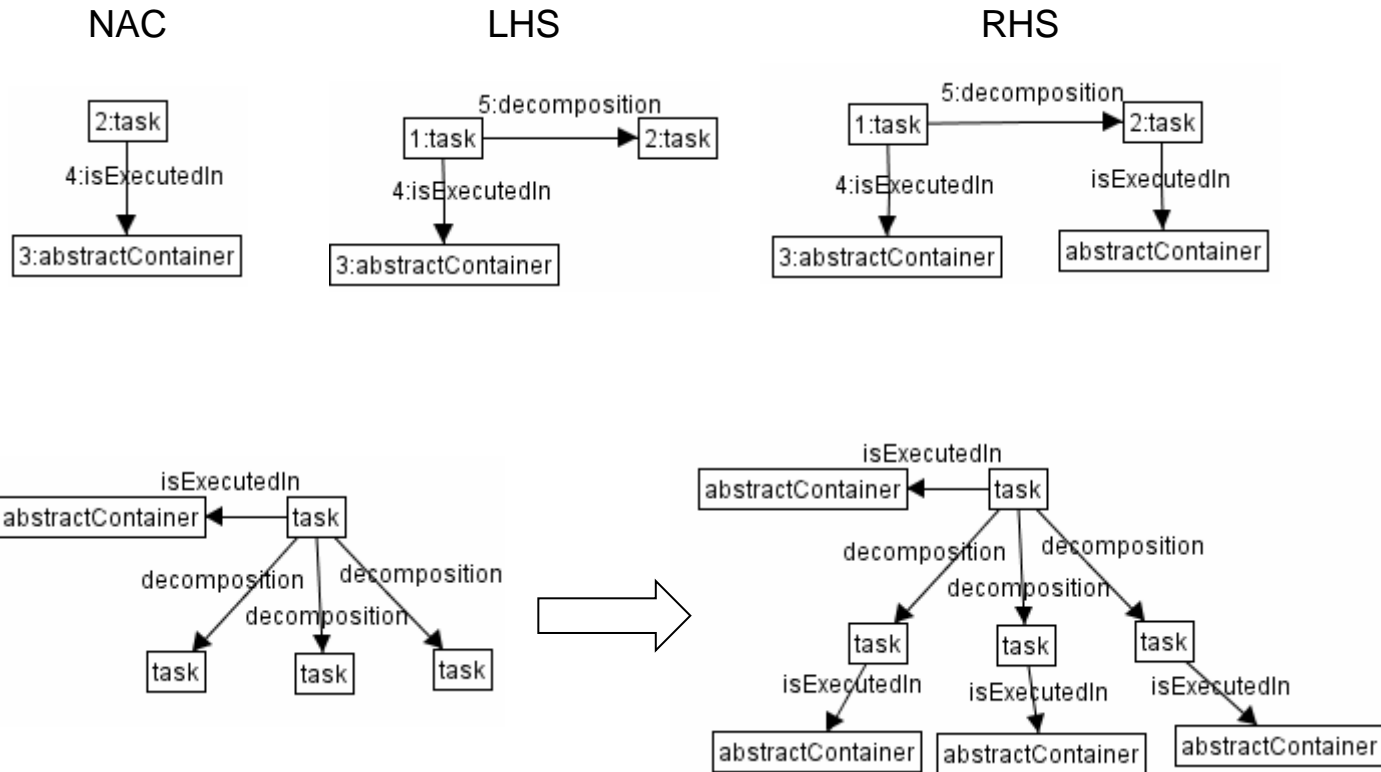 NAC
LHS
RHS
2:task
4:isExecutedIn
3:abstractContainer
5:decomposition
1:task
2:task
4:isExecutedIn
3:abstractContainer
5:decomposition
1:task
2:task
4:isExecutedIn
isExecutedIn
3:abstractContainer
abstractContainer
isExecutedIn
abstractContainer
task
decomposition
decomposition
decomposition
task
task
task
isExecutedIn
abstractContainer
task
decomposition
decomposition
decomposition
task
task
task
isExecutedIn
isExecutedIn
isExecutedIn
abstractContainer
abstractContainer
abstractContainer